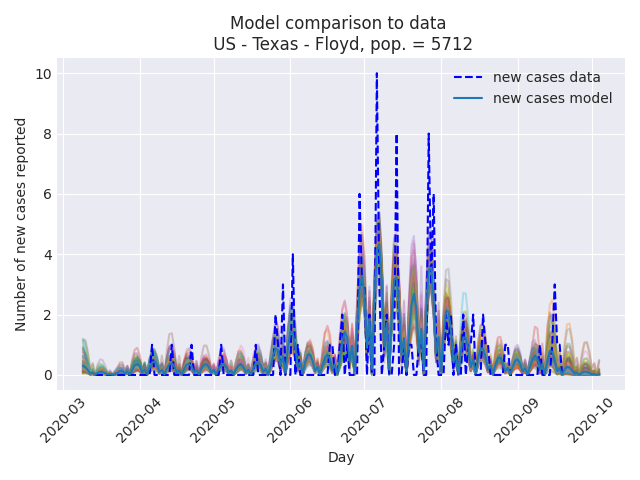 Model comparison to data
US - Texas - Floyd, pop. = 5712
new cases data
new cases model
Number of new cases reported
10
8
6
4
2
0
2020-03
2020-04
2020-05
2020-06
2020-07
2020-08
2020-09
2020-10
Day